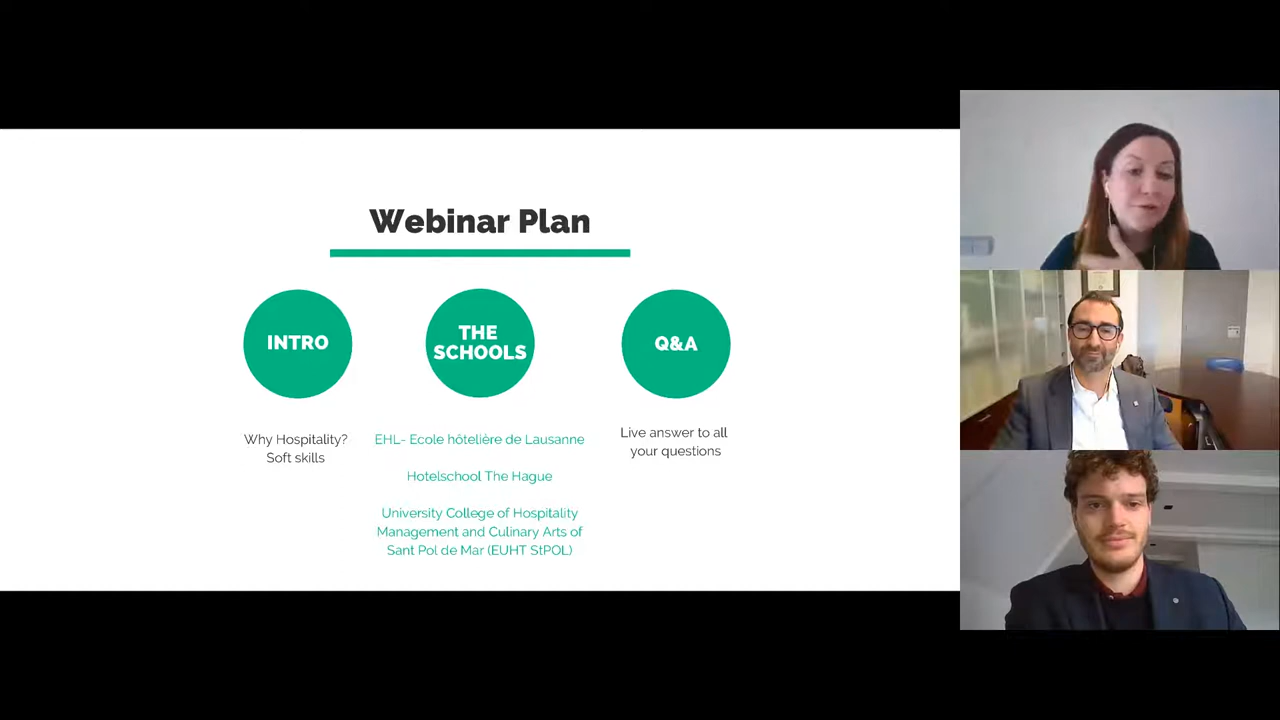 Webinar Plan
INTRO
THE
SCHOOLS
Q&A
Why Hospitality?
Soft skills
EHL- Ecole hôtelière de Lausanne
Hotelschool The Hague
University College of Hospitality
Management and Culinary Arts of
Sant Pol de Mar (EUHT StPOL)
Live answer to all
your questions